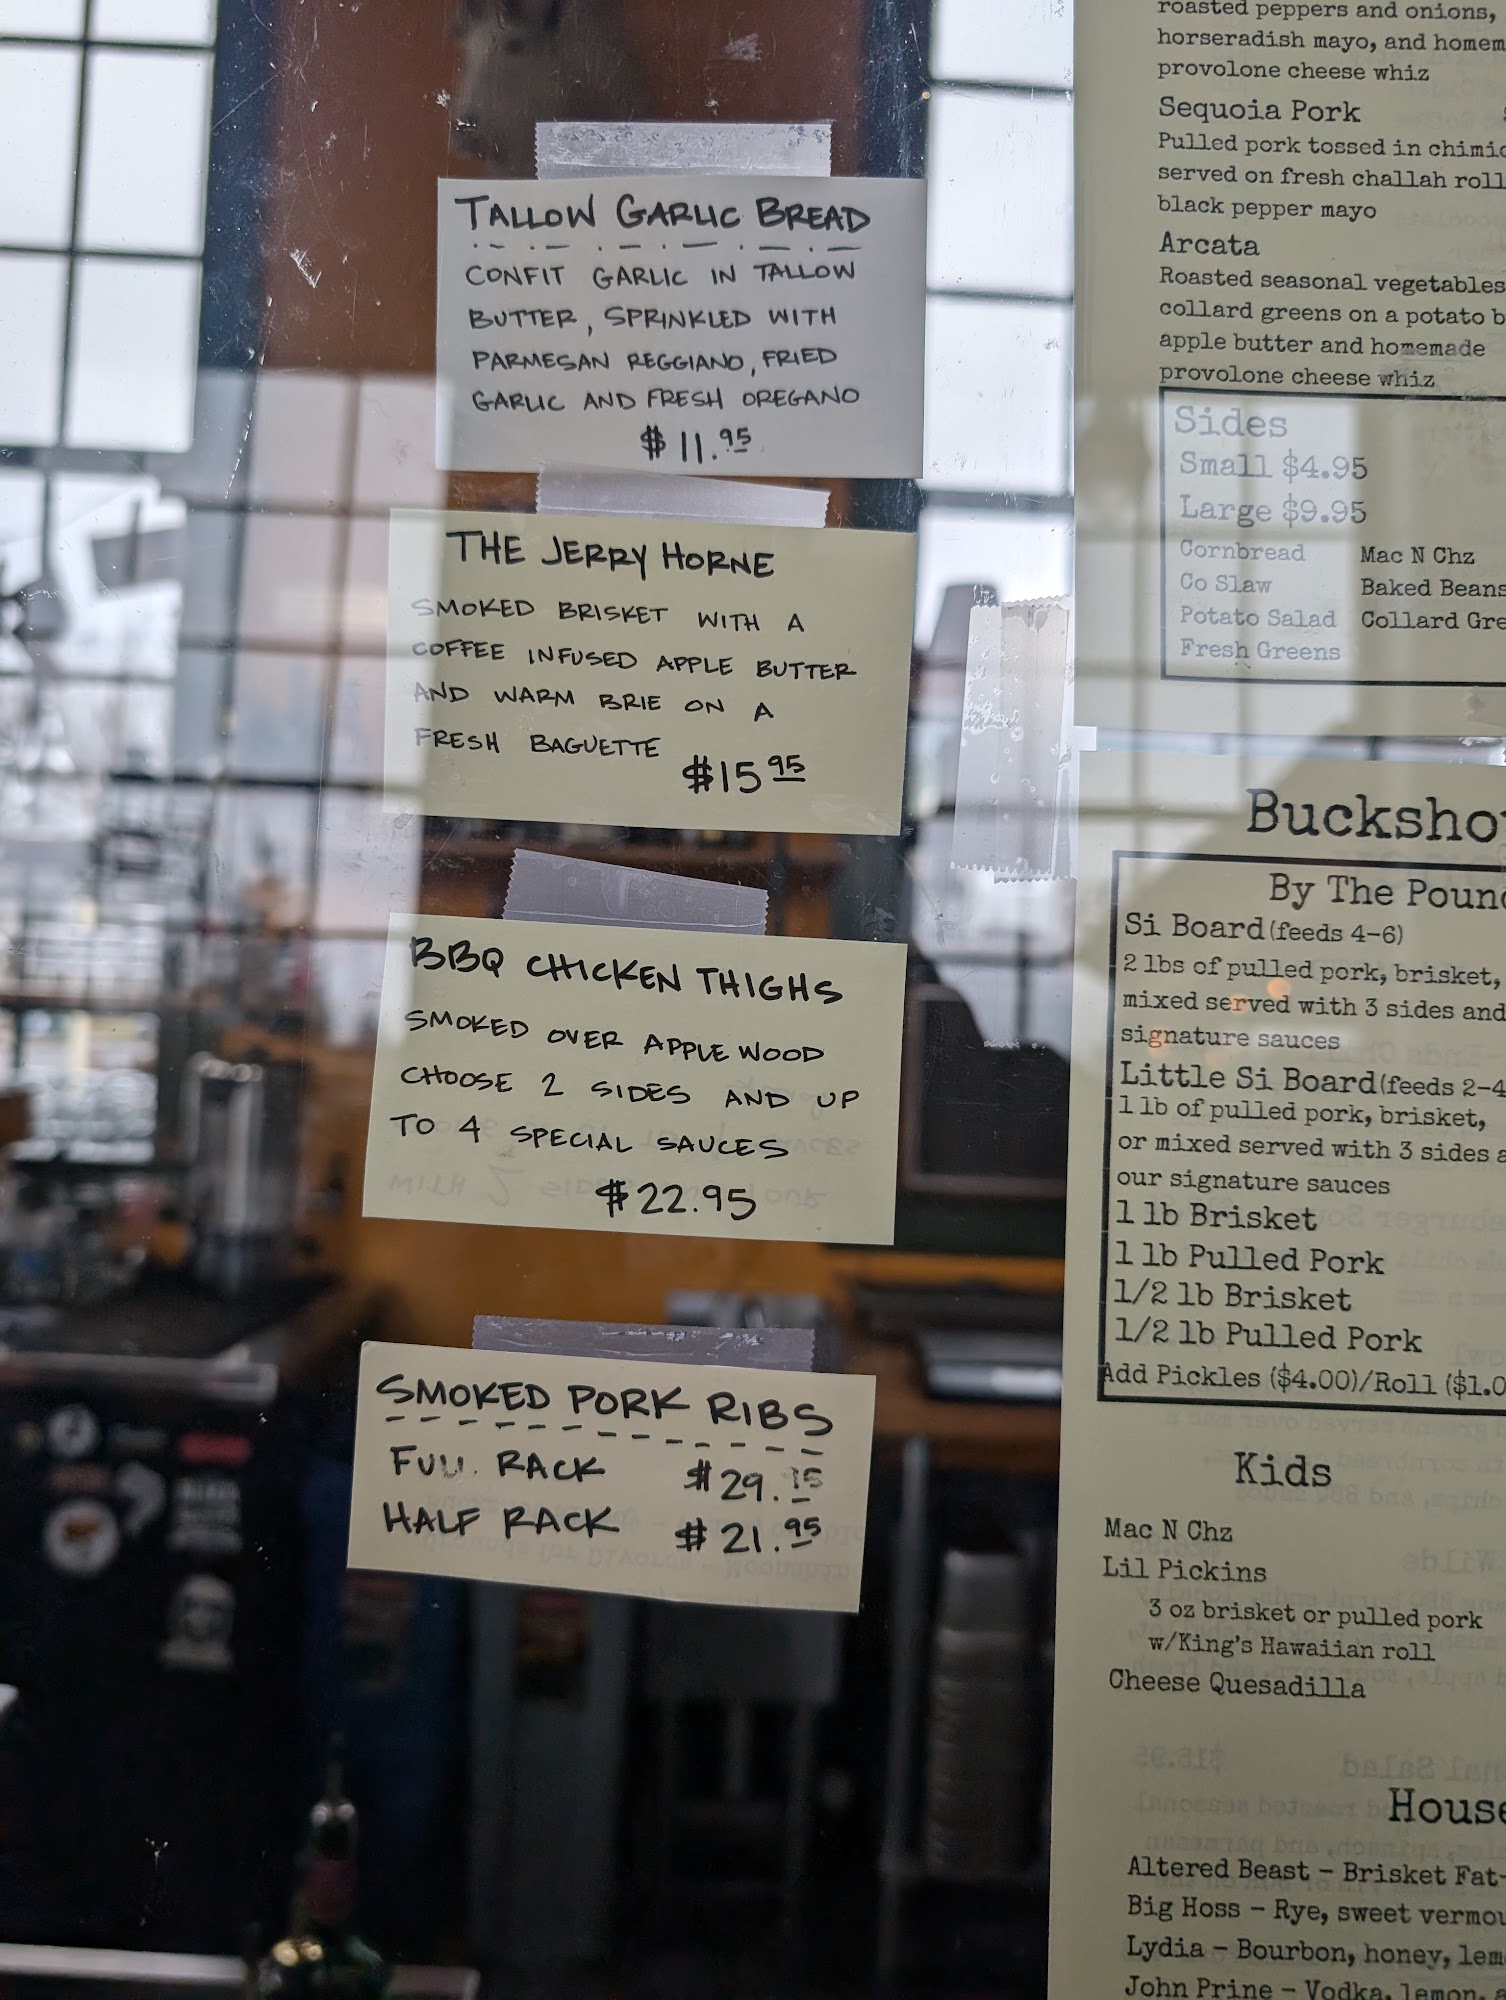 TALLOW GARLIC BREAD
CONFIT GARLIC IN TALLOW
BUTTER, SPRINKLED WITH
PARMESAN REGGIANO, FRIED
GARLIC AND FRESH OREGANO
$11.95
THE JERRY HORNE
SMOKED BRISKET WITH A
COFFEE INFUSED APPLE BUTTER
AND WARM BRIE ON A
FRESH BAGUETTE
$15 95
BBQ CHICKEN THIGHS
SMOKED OVER APPLE WOOD
CHOOSE 2 SIDES AND UP
TO 4 SPECIAL SAUCES
$22.95
SMOKED PORK RIBS
FULL RACK $29.
HALF RACK $21.95
roasted peppers and onions,
horseradish mayo, and
provolone cheese whiz
Sequoia Pork
Pulled pork tossed in
served on fresh challah roll
black pepper mayo
Arcata
Roasted seasonal vegetables
collard greens on a potato
apple butter and homemade
provolone cheese whiz
Sides
Small $4.95
Large $9.95
Cornbread Mac N Chz
Co Slaw Baked Beans
Potato Salad Collard
Fresh Greens
By The
Si Board (feeds 4-6)
2 lbs of pulled pork, brisket,
mixed served with 3 sides and
signature sauces
Little Si Board (feeds 2-4
1 lb of pulled pork, brisket,
or mixed served with 3 sides
our signature sauces
1 lb Brisket
1 lb Pulled Pork
1/2 lb Brisket
1/2 lb Pulled Pork
Add Pickles ($4.00)/Roll
Kids
Mac N Chz
Lil Pickins
3 oz brisket or pulled pork
w/King's Hawaiian roll
Cheese Quesadilla
House
Altered Beast - Brisket Fat-
Big Hoss - Rye, sweet
Lydia - Bourbon, honey,
John Prine - Vodka, lemon,